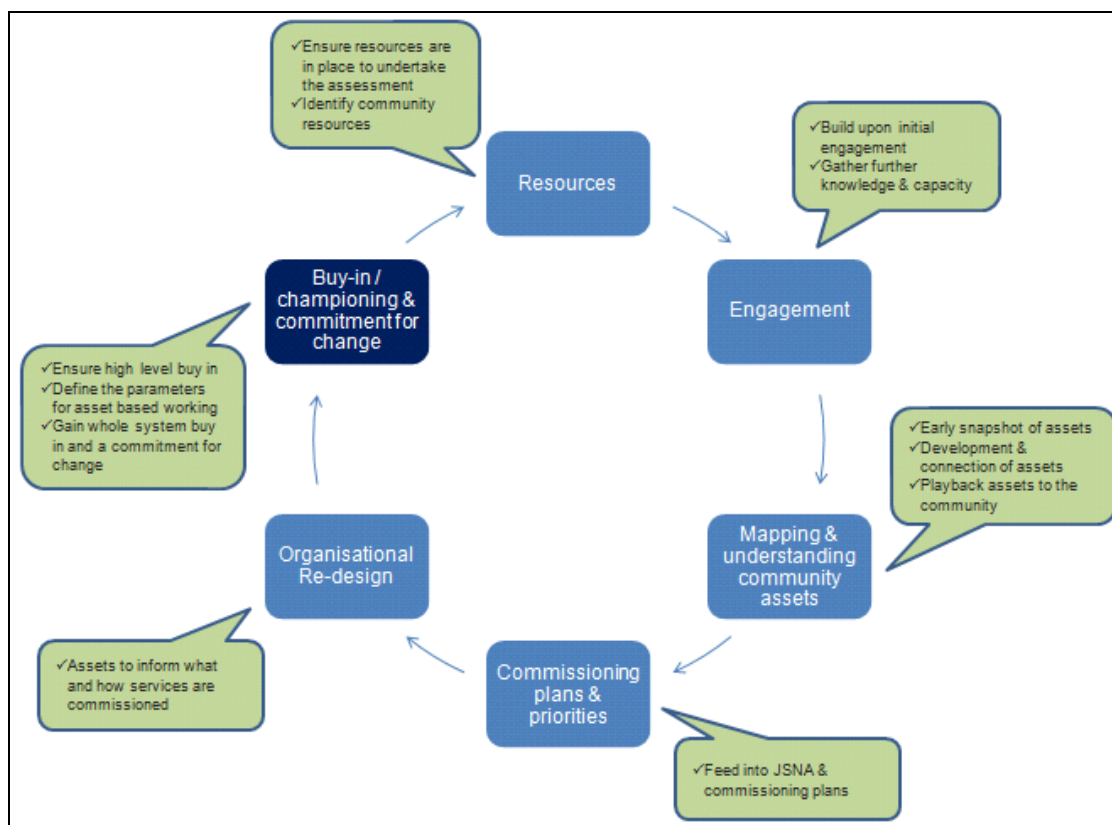 ✓Ensure resources are
in place to undertake
the assessment
✓Identify community
resources
Resources
✓Build upon initial
engagement
✓Gather further
knowledge & capacity
Engagement
Buy-in /
championing &
commitment for
change
✓Ensure high level buy in
✓Define the parameters
for asset based working
✓Gain whole system buy
in and a commitment for
change
✓Early snapshot of assets
✓Development &
connection of assets
✓Playback assets to the
community
Mapping &
understanding
community
assets
Organisational
Re-design
✓Assets to inform what
and how services are
commissioned
Commissioning
plans &
priorities
✓Feed into JSNA &
commissioning plans